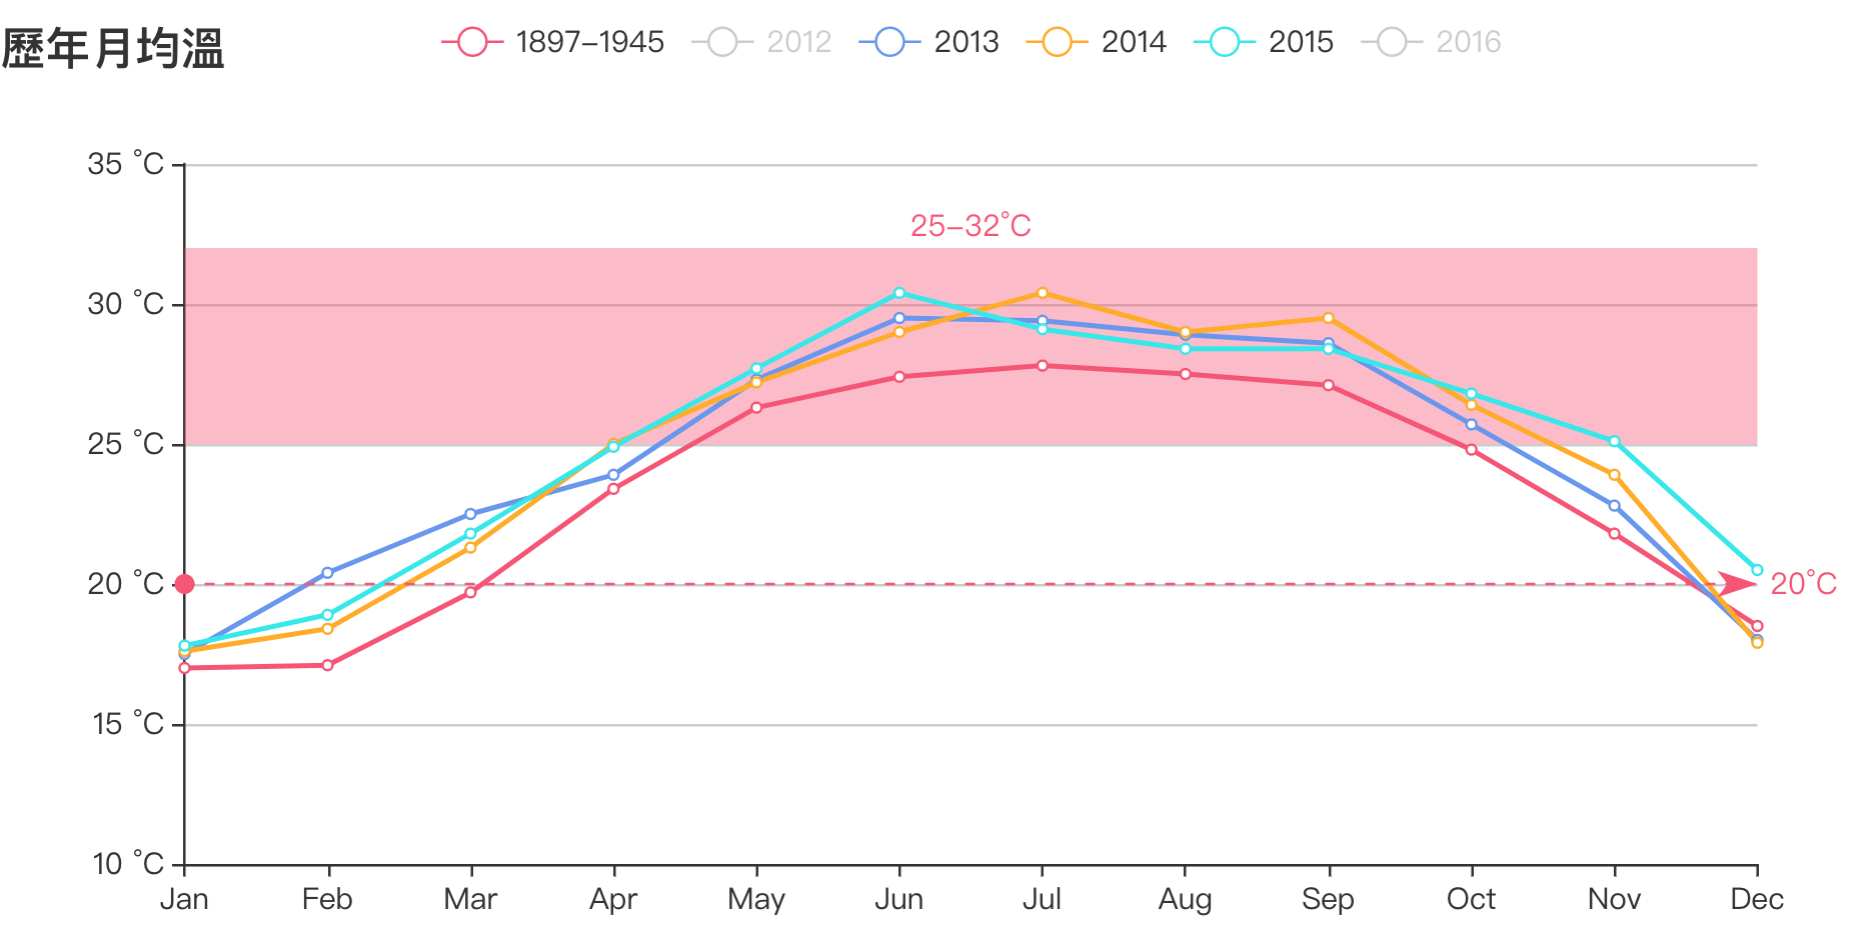 歷年月均溫
1897–1945 2012 2013 2014 2015 2016
35 °C
25–32°C
30 °C
25 °C
20 °C
20°C
15 °C
10 °C
Jan Feb Mar Apr May Jun Jul Aug Sep Oct Nov Dec